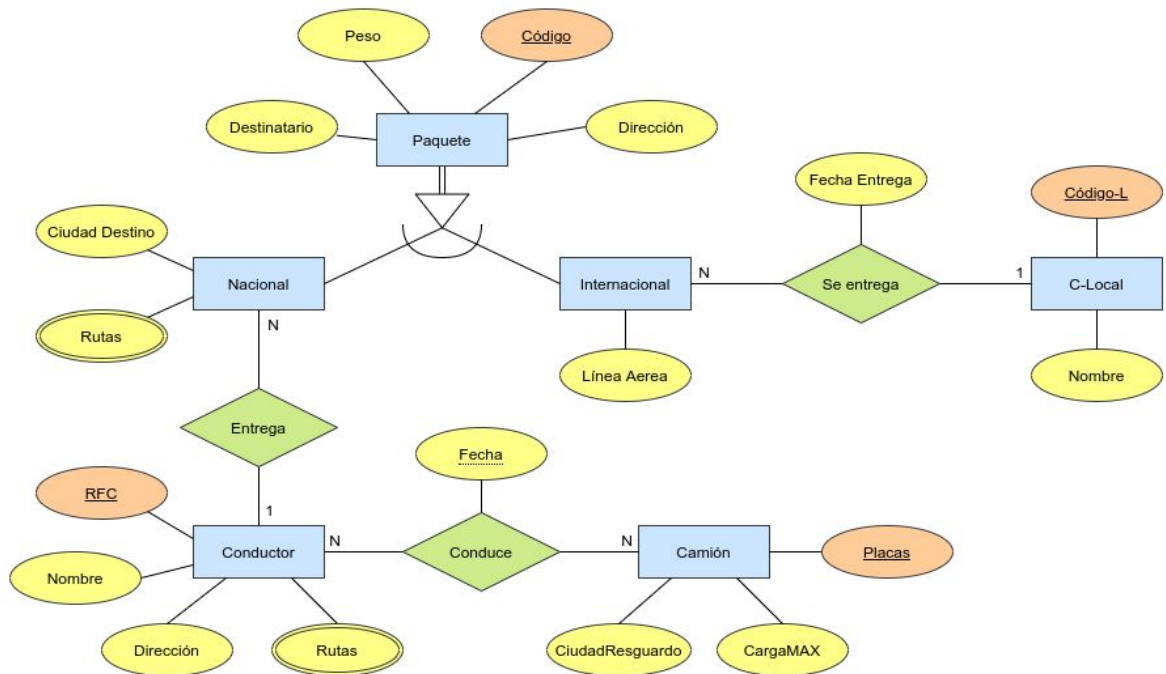 Peso
Código
Destinatario
Paquete
Dirección
Fecha Entrega
Código-L
Ciudad Destino
Nacional
Internacional
N
Se entrega
1
C-Local
Rutas
N
Línea Aerea
Nombre
Entrega
Fecha
RFC
1
Conductor
N
Conduce
N
Camión
Placas
Nombre
Dirección
Rutas
CiudadResguardo
CargaMAX